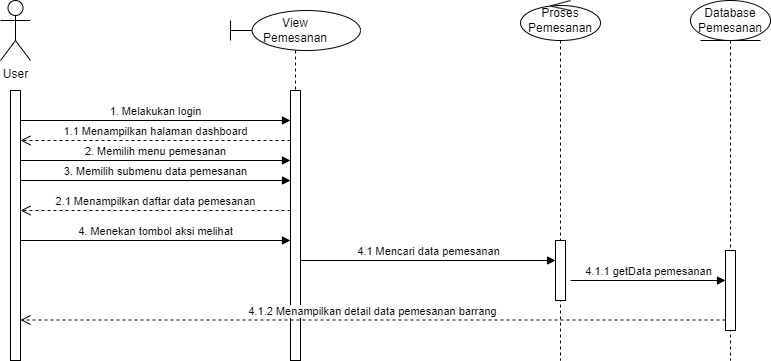 View
Pemesanan
Proses
Pemesanan
Database
Pemesanan
User
1. Melakukan login
1.1 Menampilkan halaman dashboard
2. Memilih menu pemesanan
3. Memilih submenu data pemesanan
2.1 Menampilkan daftar data pemesanan
4. Menekan tombol aksi melihat
4.1 Mencari data pemesanan
4.1.1 getData pemesanan
4.1.2 Menampilkan detail data pemesanan barrang